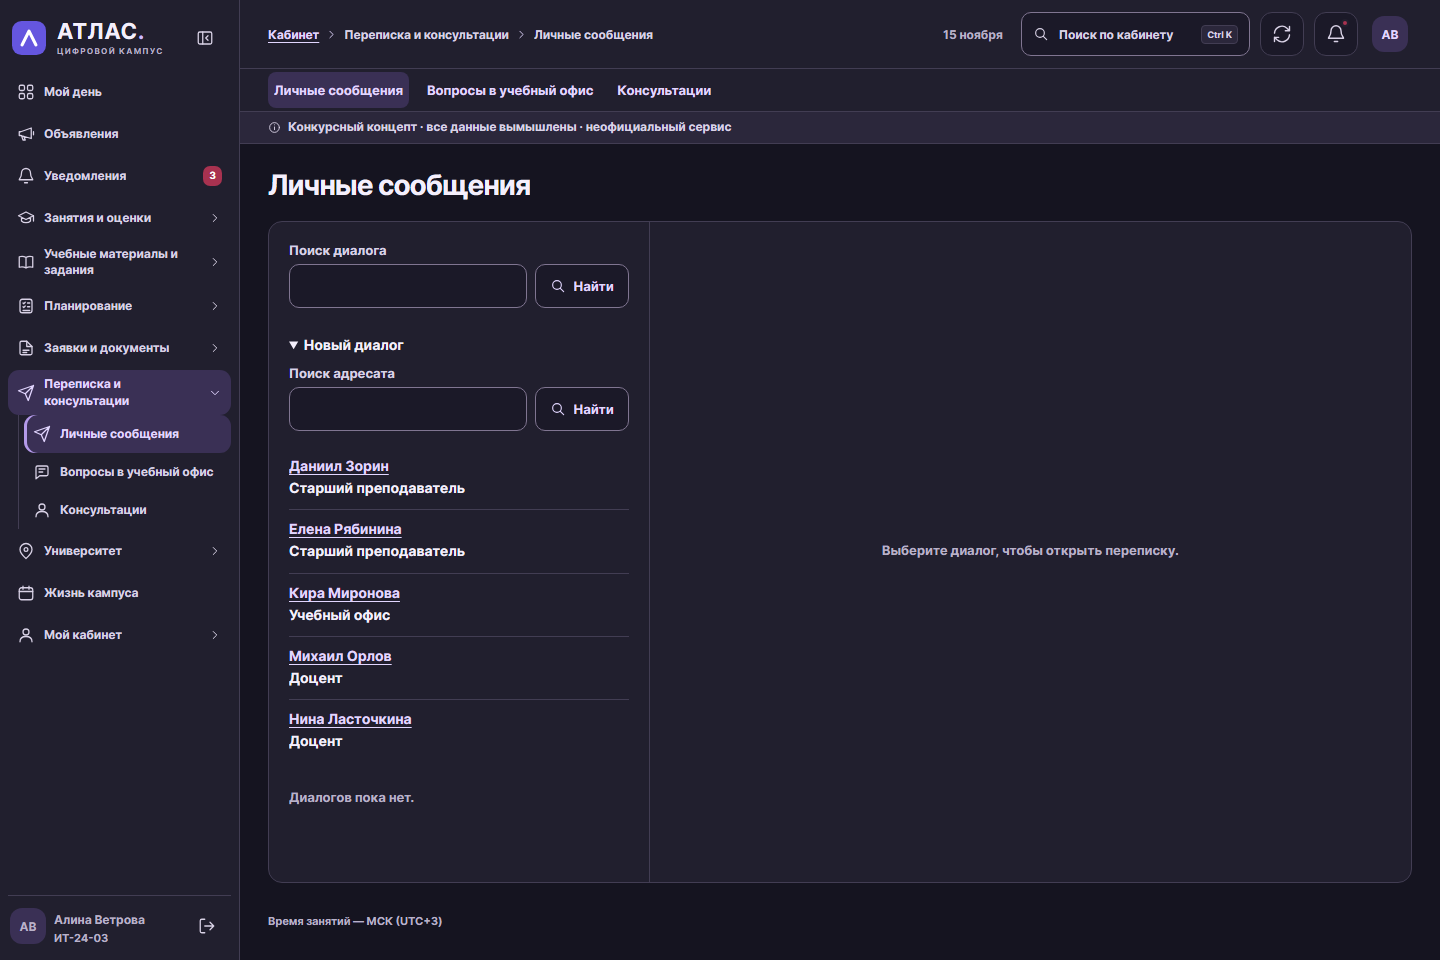 АТЛАС.
ЦИФРОВОЙ КАМПУС
Мой день
Объявления
Уведомления 3
Занятия и оценки
Учебные материалы и
задания
Планирование
Заявки и документы
Переписка и
консультации
Личные сообщения
Вопросы в учебный офис
Консультации
Университет
Жизнь кампуса
Мой кабинет
АВ
Алина Ветрова
ИТ-24-03
Кабинет > Переписка и консультации > Личные сообщения
15 ноября
Поиск по кабинету Ctrl K
АВ
Личные сообщения Вопросы в учебный офис Консультации
Конкурсный концепт · все данные вымышлены · неофициальный сервис
Личные сообщения
Поиск диалога
Найти
▼ Новый диалог
Поиск адресата
Найти
Даниил Зорин
Старший преподаватель
Елена Рябинина
Старший преподаватель
Кира Миронова
Учебный офис
Михаил Орлов
Доцент
Нина Ласточкина
Доцент
Диалогов пока нет.
Выберите диалог, чтобы открыть переписку.
Время занятий — МСК (UTC+3)